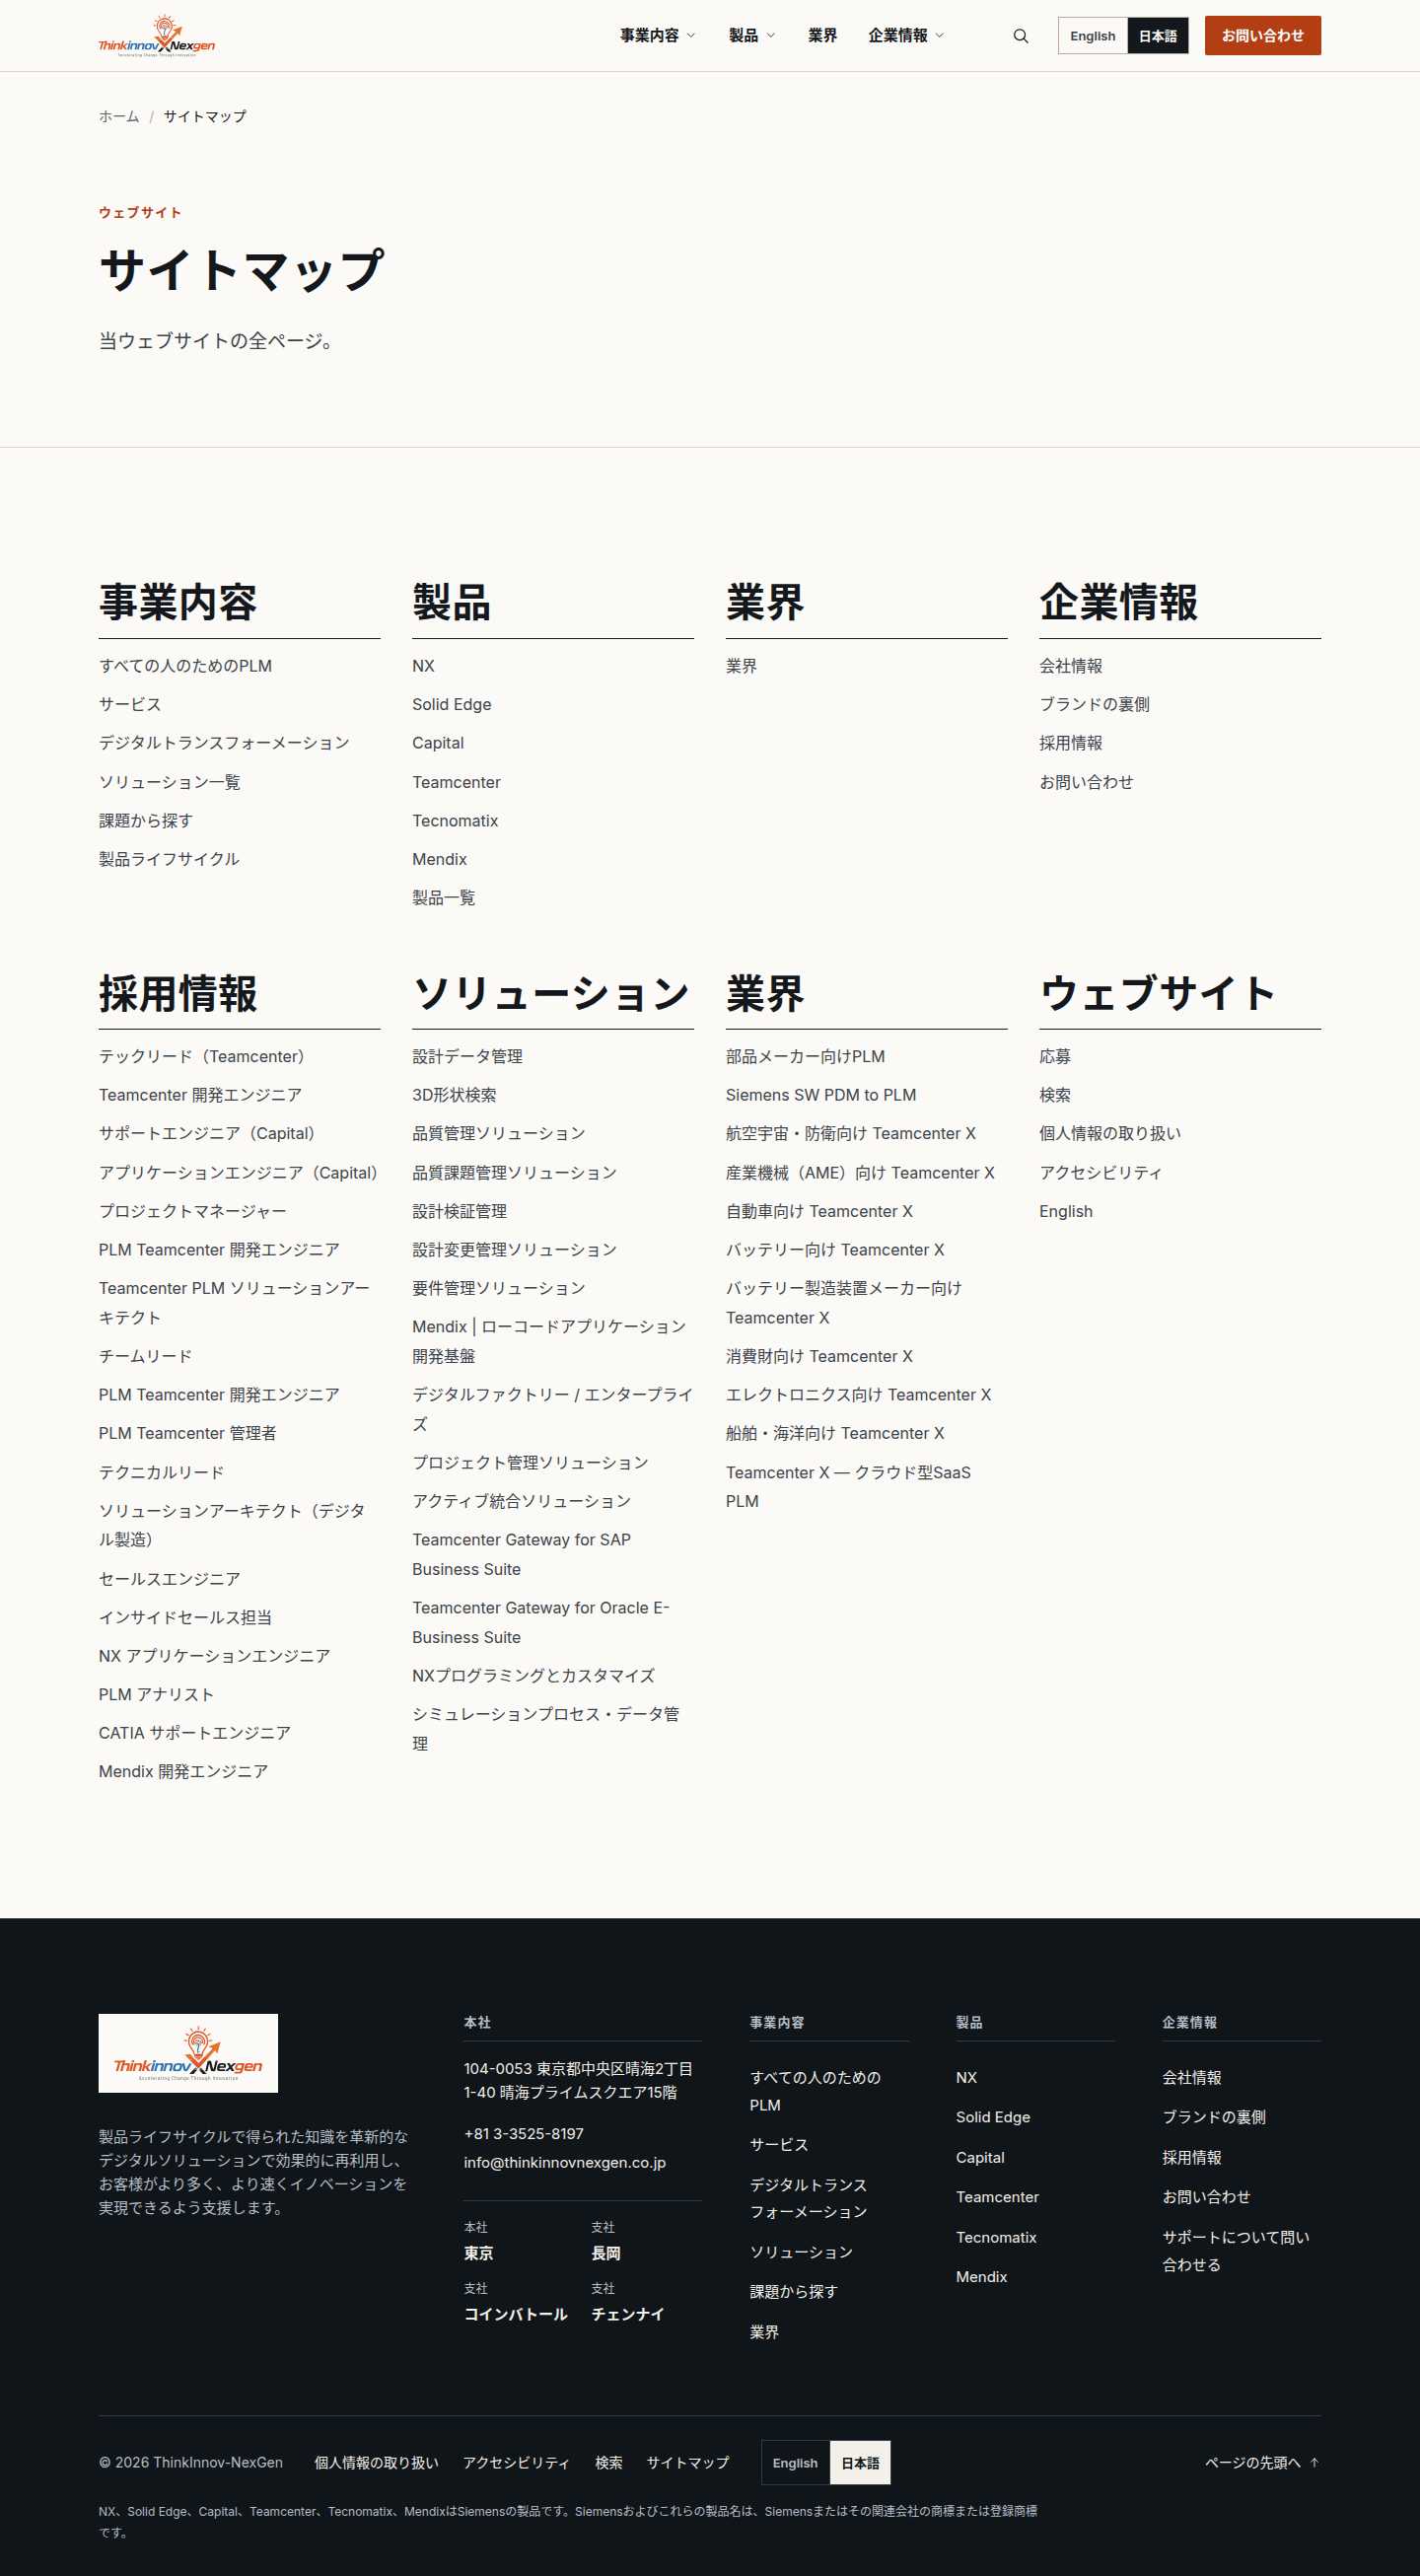 ThinkinnovXNexgen
Accelerating Change Through Innovation
事業内容
製品
業界
企業情報
English
日本語
お問い合わせ
ホーム / サイトマップ
ウェブサイト
サイトマップ
当ウェブサイトの全ページ。
事業内容
すべての人のためのPLM
サービス
デジタルトランスフォーメーション
ソリューション一覧
課題から探す
製品ライフサイクル
製品
NX
Solid Edge
Capital
Teamcenter
Tecnomatix
Mendix
製品一覧
業界
業界
企業情報
会社情報
ブランドの裏側
採用情報
お問い合わせ
採用情報
テックリード（Teamcenter）
Teamcenter 開発エンジニア
サポートエンジニア（Capital）
アプリケーションエンジニア（Capital）
プロジェクトマネージャー
PLM Teamcenter 開発エンジニア
Teamcenter PLM ソリューションアー
キテクト
チームリード
PLM Teamcenter 開発エンジニア
PLM Teamcenter 管理者
テクニカルリード
ソリューションアーキテクト（デジタ
ル製造）
セールスエンジニア
インサイドセールス担当
NX アプリケーションエンジニア
PLM アナリスト
CATIA サポートエンジニア
Mendix 開発エンジニア
ソリューション
設計データ管理
3D形状検索
品質管理ソリューション
品質課題管理ソリューション
設計検証管理
設計変更管理ソリューション
要件管理ソリューション
Mendix | ローコードアプリケーション
開発基盤
デジタルファクトリー / エンタープライ
ズ
プロジェクト管理ソリューション
アクティブ統合ソリューション
Teamcenter Gateway for SAP
Business Suite
Teamcenter Gateway for Oracle E-
Business Suite
NXプログラミングとカスタマイズ
シミュレーションプロセス・データ管
理
業界
部品メーカー向けPLM
Siemens SW PDM to PLM
航空宇宙・防衛向け Teamcenter X
産業機械（AME）向け Teamcenter X
自動車向け Teamcenter X
バッテリー向け Teamcenter X
バッテリー製造装置メーカー向け
Teamcenter X
消費財向け Teamcenter X
エレクトロニクス向け Teamcenter X
船舶・海洋向け Teamcenter X
Teamcenter X — クラウド型SaaS
PLM
ウェブサイト
応募
検索
個人情報の取り扱い
アクセシビリティ
English
ThinkinnovXNexgen
Accelerating Change Through Innovation
製品ライフサイクルで得られた知識を革新的な
デジタルソリューションで効果的に再利用し、
お客様がより多く、より速くイノベーションを
実現できるよう支援します。
本社
104-0053 東京都中央区晴海2丁目
1-40 晴海プライムスクエア15階
+81 3-3525-8197
info@thinkinnovnexgen.co.jp
本社
東京
支社
長岡
支社
コインバトール
支社
チェンナイ
事業内容
すべての人のための
PLM
サービス
デジタルトランス
フォーメーション
ソリューション
課題から探す
業界
製品
NX
Solid Edge
Capital
Teamcenter
Tecnomatix
Mendix
企業情報
会社情報
ブランドの裏側
採用情報
お問い合わせ
サポートについて問い
合わせる
© 2026 ThinkInnov-NexGen
個人情報の取り扱い
アクセシビリティ
検索
サイトマップ
English
日本語
ページの先頭へ ↑
NX、Solid Edge、Capital、Teamcenter、Tecnomatix、MendixはSiemensの製品です。Siemensおよびこれらの製品名は、Siemensまたはその関連会社の商標または登録商標
です。